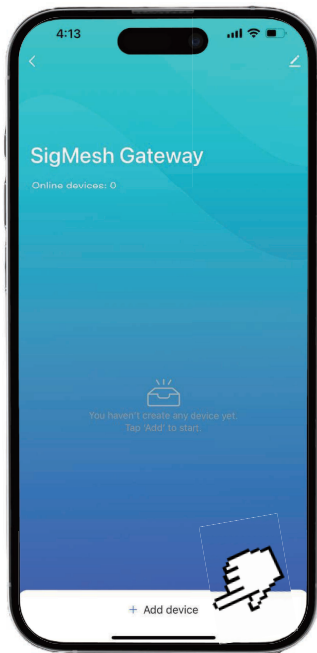 4:13
SigMesh Gateway
Online devices: 0
You haven't create any device yet.
Tap 'Add' to start.
+ Add device